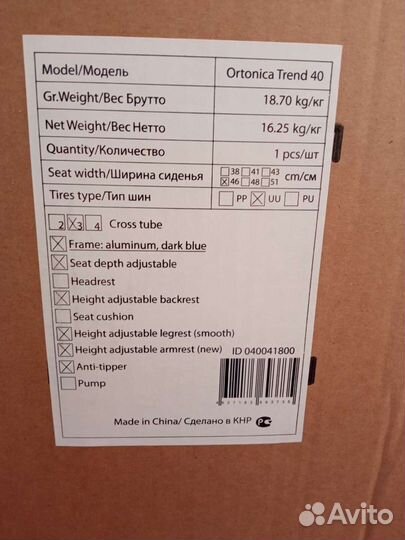 Model/Модель Ortonica Trend 40
Gr.Weight/Вес Брутто 18.70 kg/кг
Net Weight/Вес Нетто 16.25 kg/кг
Quantity/Количество 1 pcs/шт
Seat width/Ширина сиденья 38 41 43 46 48 51 cm/см
Tires type/Тип шин PP UU PU
2 3 4 Cross tube
Frame: aluminum, dark blue
Seat depth adjustable
Headrest
Height adjustable backrest
Seat cushion
Height adjustable legrest (smooth)
Height adjustable armrest (new) ID 040041800
Anti-tipper
Pump
Made in China/ Сделано в КНР
Avito